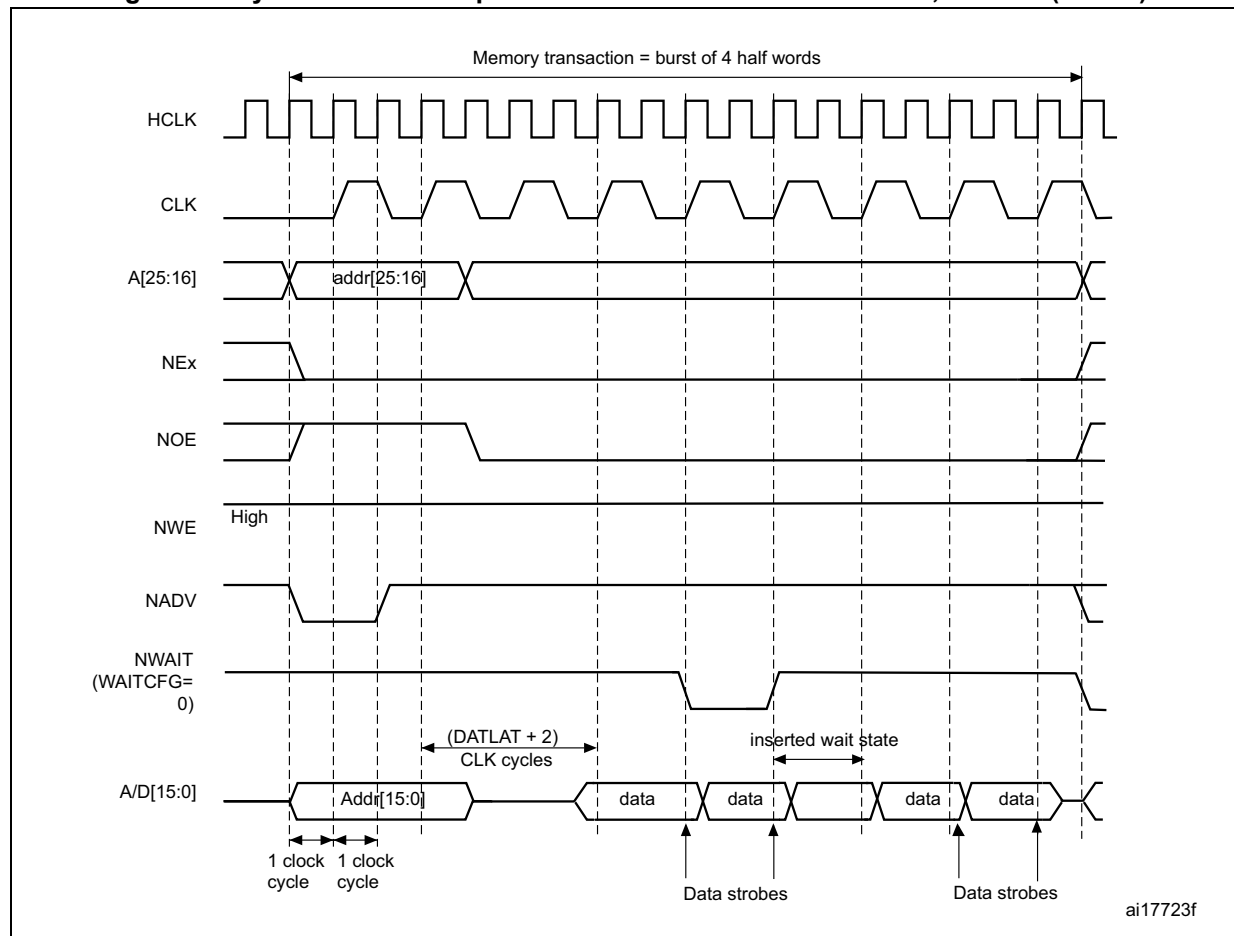 Memory transaction = burst of 4 half words
HCLK
CLK
A[25:16]
addr[25:16]
NEx
NOE
High
NWE
NADV
NWAIT
(WAITCFG=
0)
(DATLAT + 2)
CLK cycles
inserted wait state
A/D[15:0]
Addr[15:0]
data
data
data
data
1 clock
cycle
1 clock
cycle
Data strobes
Data strobes
ai17723f